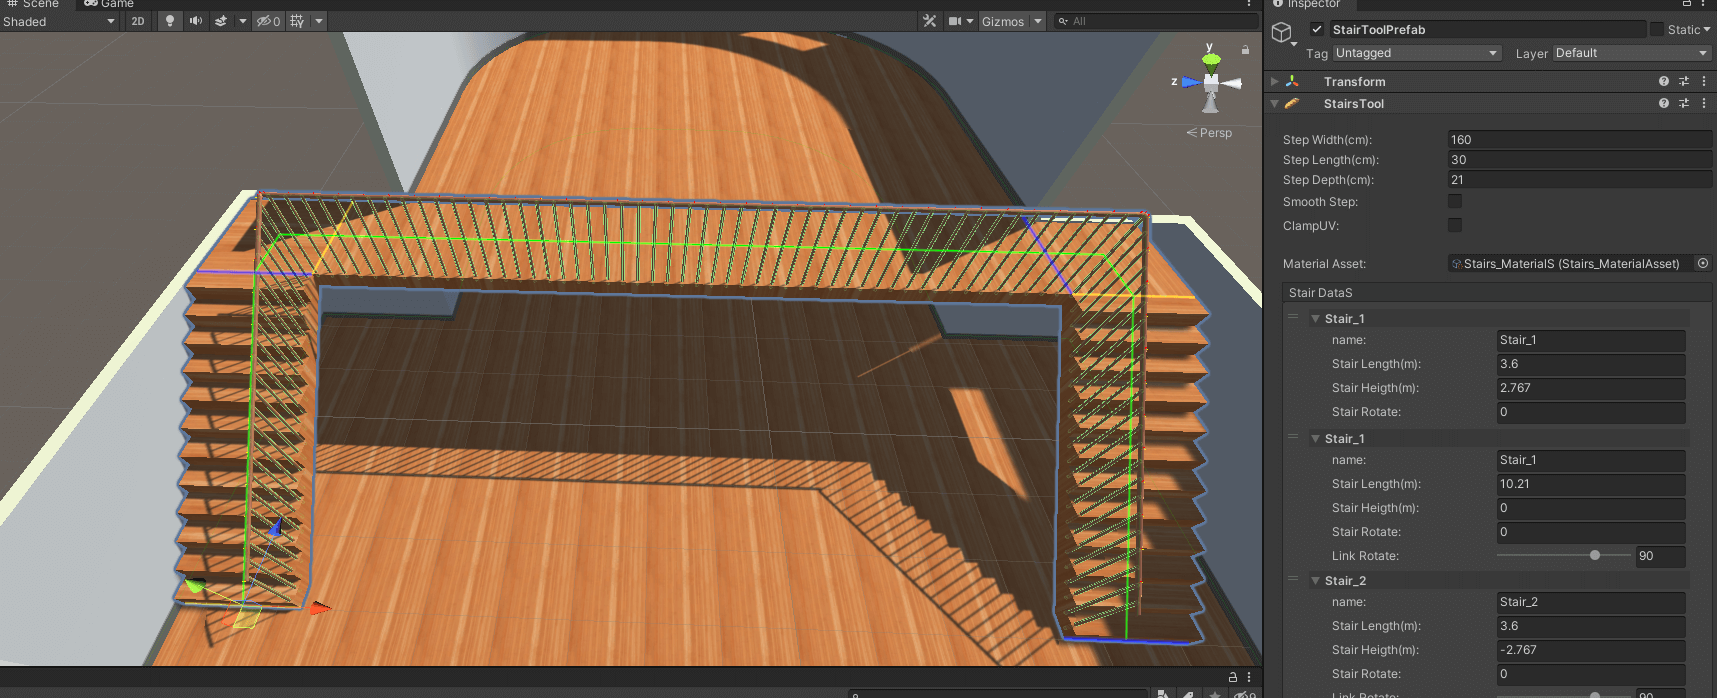 Scene Game
Shaded 2D 0 Gizmos All
y
z
Persp
Inspector
StairToolPrefab Static
Tag Untagged Layer Default
Transform
StairsTool
Step Width(cm): 160
Step Length(cm): 30
Step Depth(cm): 21
Smooth Step:
ClampUV:
Material Asset: Stairs_MaterialS (Stairs_MaterialAsset)
Stair DataS
Stair_1
name: Stair_1
Stair Length(m): 3.6
Stair Heigth(m): 2.767
Stair Rotate: 0
Stair_1
name: Stair_1
Stair Length(m): 10.21
Stair Heigth(m): 0
Stair Rotate: 0
Link Rotate: 90
Stair_2
name: Stair_2
Stair Length(m): 3.6
Stair Heigth(m): -2.767
Stair Rotate: 0
Link Rotate: 90
9